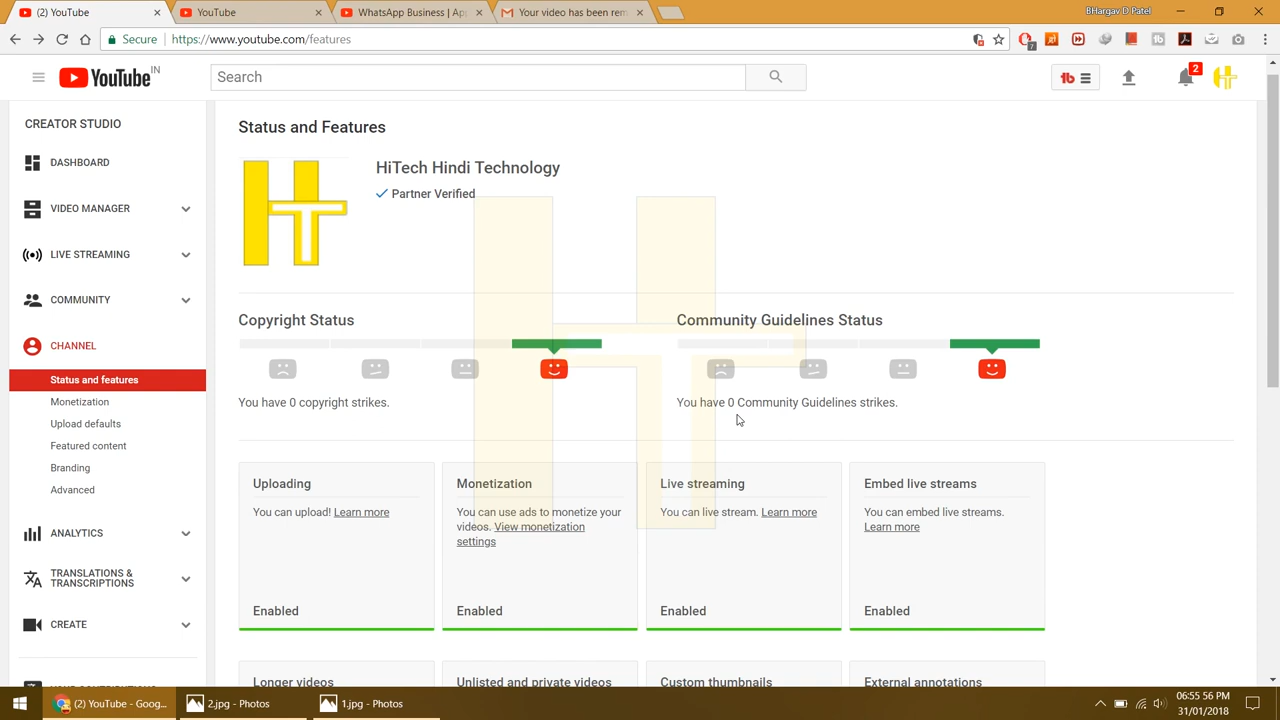 (2) YouTube
YouTube
WhatsApp Business | Ap
Your video has been rem
BHargav D Patel
Secure
https://www.youtube.com/features
7
YouTube IN
Search
2
CREATOR STUDIO
DASHBOARD
VIDEO MANAGER
LIVE STREAMING
COMMUNITY
CHANNEL
Status and features
Monetization
Upload defaults
Featured content
Branding
Advanced
ANALYTICS
TRANSLATIONS &
TRANSCRIPTIONS
CREATE
Status and Features
HiTech Hindi Technology
Partner Verified
Copyright Status
You have 0 copyright strikes.
Community Guidelines Status
You have 0 Community Guidelines strikes.
Uploading
You can upload! Learn more
Enabled
Monetization
You can use ads to monetize your
videos. View monetization
settings
Enabled
Live streaming
You can live stream. Learn more
Enabled
Embed live streams
You can embed live streams.
Learn more
Enabled
Longer videos
Unlisted and private videos
Custom thumbnails
External annotations
(2) YouTube - Goog...
2.jpg - Photos
1.jpg - Photos
06:55:56 PM
31/01/2018